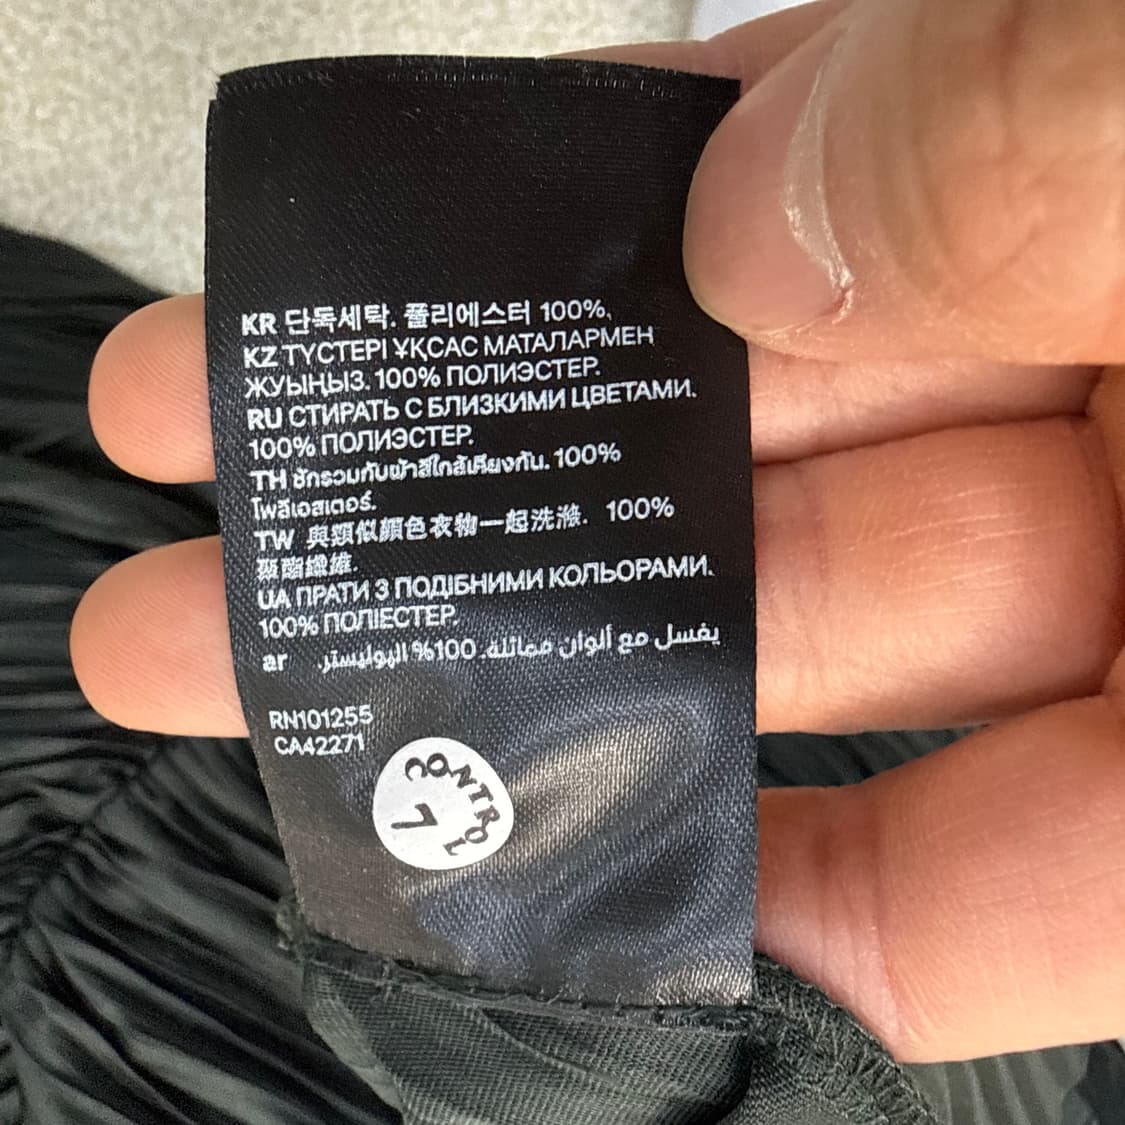 KR 단독세탁. 폴리에스터 100%.
KZ ТҮСТЕРІ ҰҚСАС МАТАЛАРМЕН
ЖУЫҢЫЗ. 100% ПОЛИЭСТЕР.
RU СТИРАТЬ С БЛИЗКИМИ ЦВЕТАМИ.
100% ПОЛИЭСТЕР.
TH ซักรวมกับผ้าสีใกล้เคียงกัน. 100%
โพลีเอสเตอร์.
TW 與類似顏色衣物一起洗滌. 100%
聚酯纖維.
UA ПРАТИ З ПОДІБНИМИ КОЛЬОРАМИ.
100% ПОЛІЕСТЕР.
ar يغسل مع ألوان مماثلة. 100% البوليستر.
RN101255
CA42271
CONTROL
7